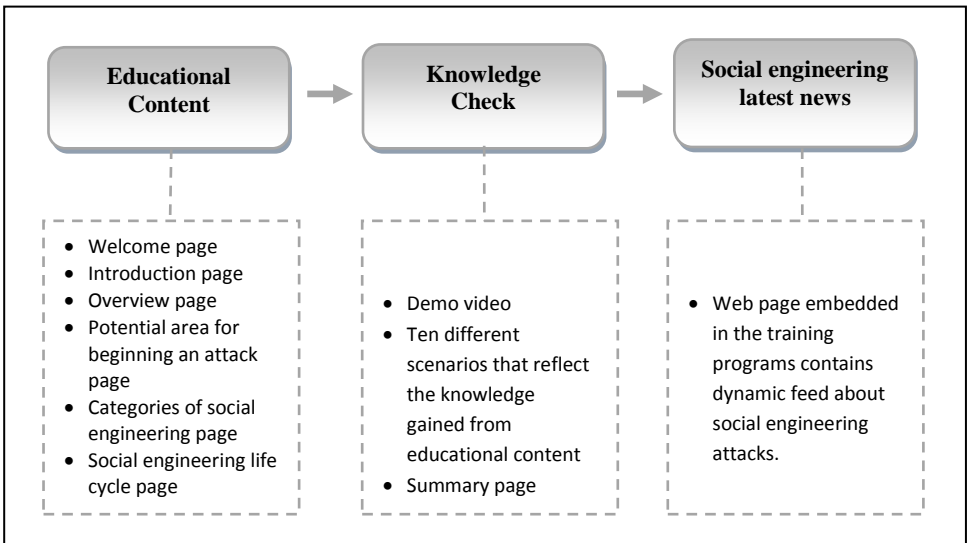 Educational
Content
Knowledge
Check
Social engineering
latest news
• Welcome page
• Introduction page
• Overview page
• Potential area for
beginning an attack
page
• Categories of social
engineering page
• Social engineering life
cycle page
• Demo video
• Ten different
scenarios that reflect
the knowledge
gained from
educational content
• Summary page
• Web page embedded
in the training
programs contains
dynamic feed about
social engineering
attacks.